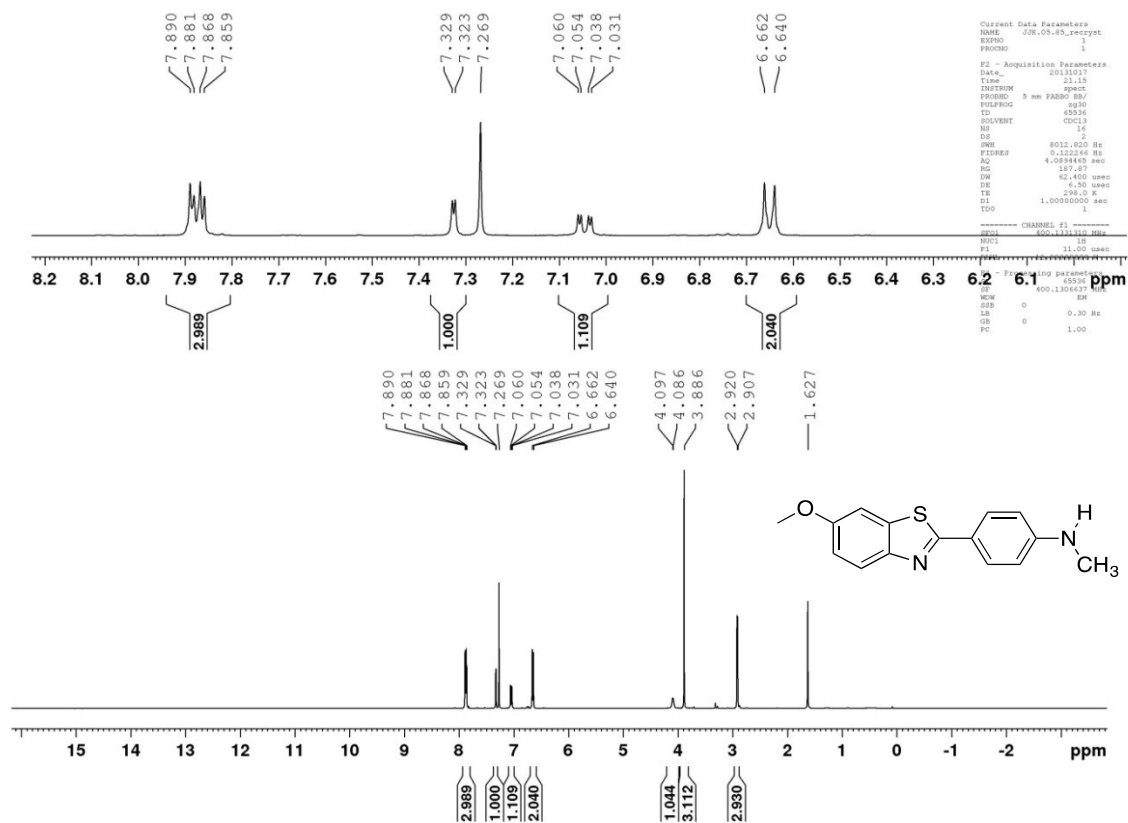 7.890
7.881
7.868
7.859
7.329
7.323
7.269
7.060
7.054
7.038
7.031
6.662
6.640
Current Data Parameters
NAME JJH.05.85_recryst
EXPNO 1
PROCNO 1
F2 - Acquisition Parameters
Date_ 20131017
Time 21.15
INSTRUM spect
PROBHD 5 mm PABBO BB/
PULPROG zg30
TD 65536
SOLVENT CDCl3
NS 16
DS 2
SWH 8012.820 Hz
FIDRES 0.122266 Hz
AQ 4.0894465 sec
RG 187.87
DW 62.400 usec
DE 6.50 usec
TE 298.0 K
D1 1.00000000 sec
TD0 1
======== CHANNEL f1 ========
SFO1 400.1331310 MHz
NUC1 1H
P1 11.00 usec
F2 - Processing parameters
65536
SF 400.1306637 MHz
WDW EM
SSB 0
LB 0.30 Hz
GB 0
PC 1.00
8.2 8.1 8.0 7.9 7.8 7.7 7.6 7.5 7.4 7.3 7.2 7.1 7.0 6.9 6.8 6.7 6.6 6.5 6.4 6.3 6.2 6.1 ppm
2.989
1.000
1.109
2.040
7.890
7.881
7.868
7.859
7.329
7.323
7.269
7.060
7.054
7.038
7.031
6.662
6.640
4.097
4.086
3.886
2.920
2.907
1.627
O
S
N
H
N
CH3
15 14 13 12 11 10 9 8 7 6 5 4 3 2 1 0 -1 -2 ppm
2.989
1.000
1.109
2.040
1.044
3.112
2.930